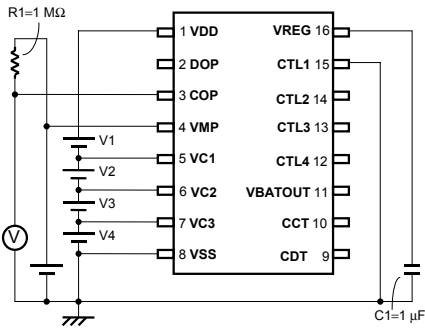 R1=1 MΩ
1 VDD
VREG 16
2 DOP
CTL1 15
3 COP
CTL2 14
4 VMP
CTL3 13
V1
5 VC1
CTL4 12
V2
6 VC2
VBATOUT 11
V3
7 VC3
CCT 10
V4
8 VSS
CDT 9
V
C1=1 μF